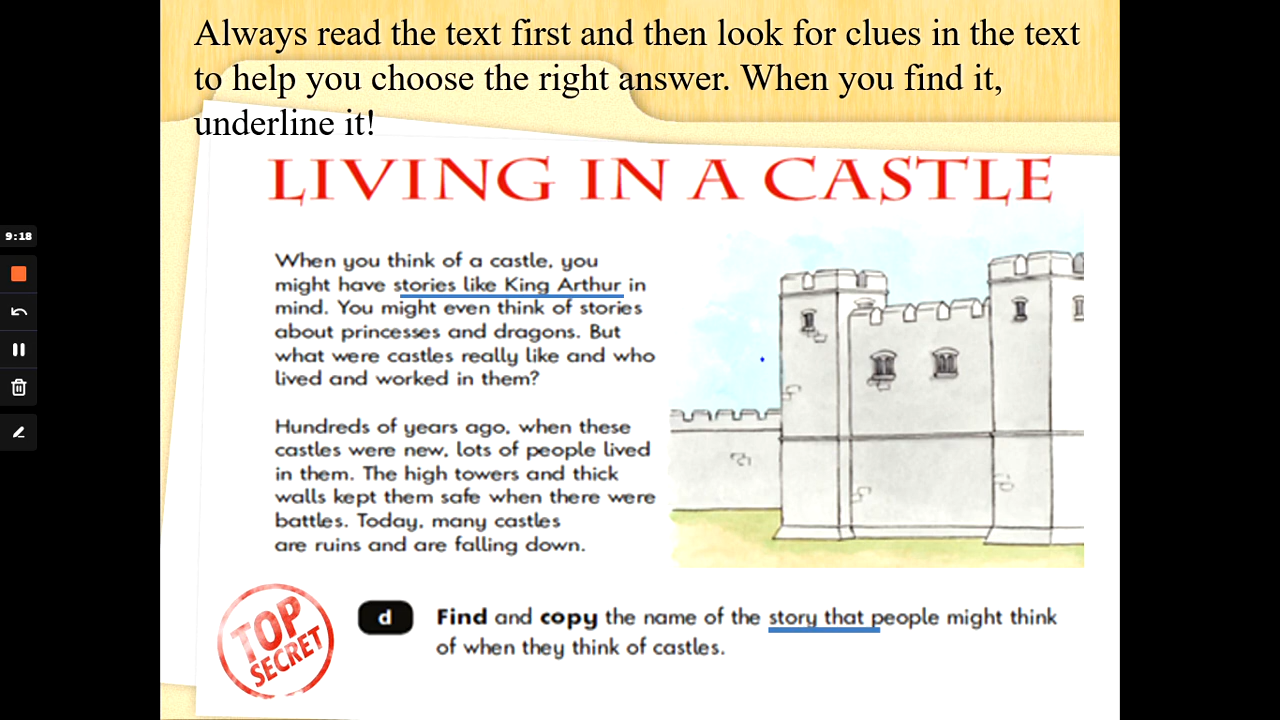 Always read the text first and then look for clues in the text
to help you choose the right answer. When you find it,
underline it!
LIVING IN A CASTLE
9:18
When you think of a castle, you
might have stories like King Arthur in
mind. You might even think of stories
about princesses and dragons. But
what were castles really like and who
lived and worked in them?
Hundreds of years ago, when these
castles were new, lots of people lived
in them. The high towers and thick
walls kept them safe when there were
battles. Today, many castles
are ruins and are falling down.
TOP
SECRET
d Find and copy the name of the story that people might think
of when they think of castles.